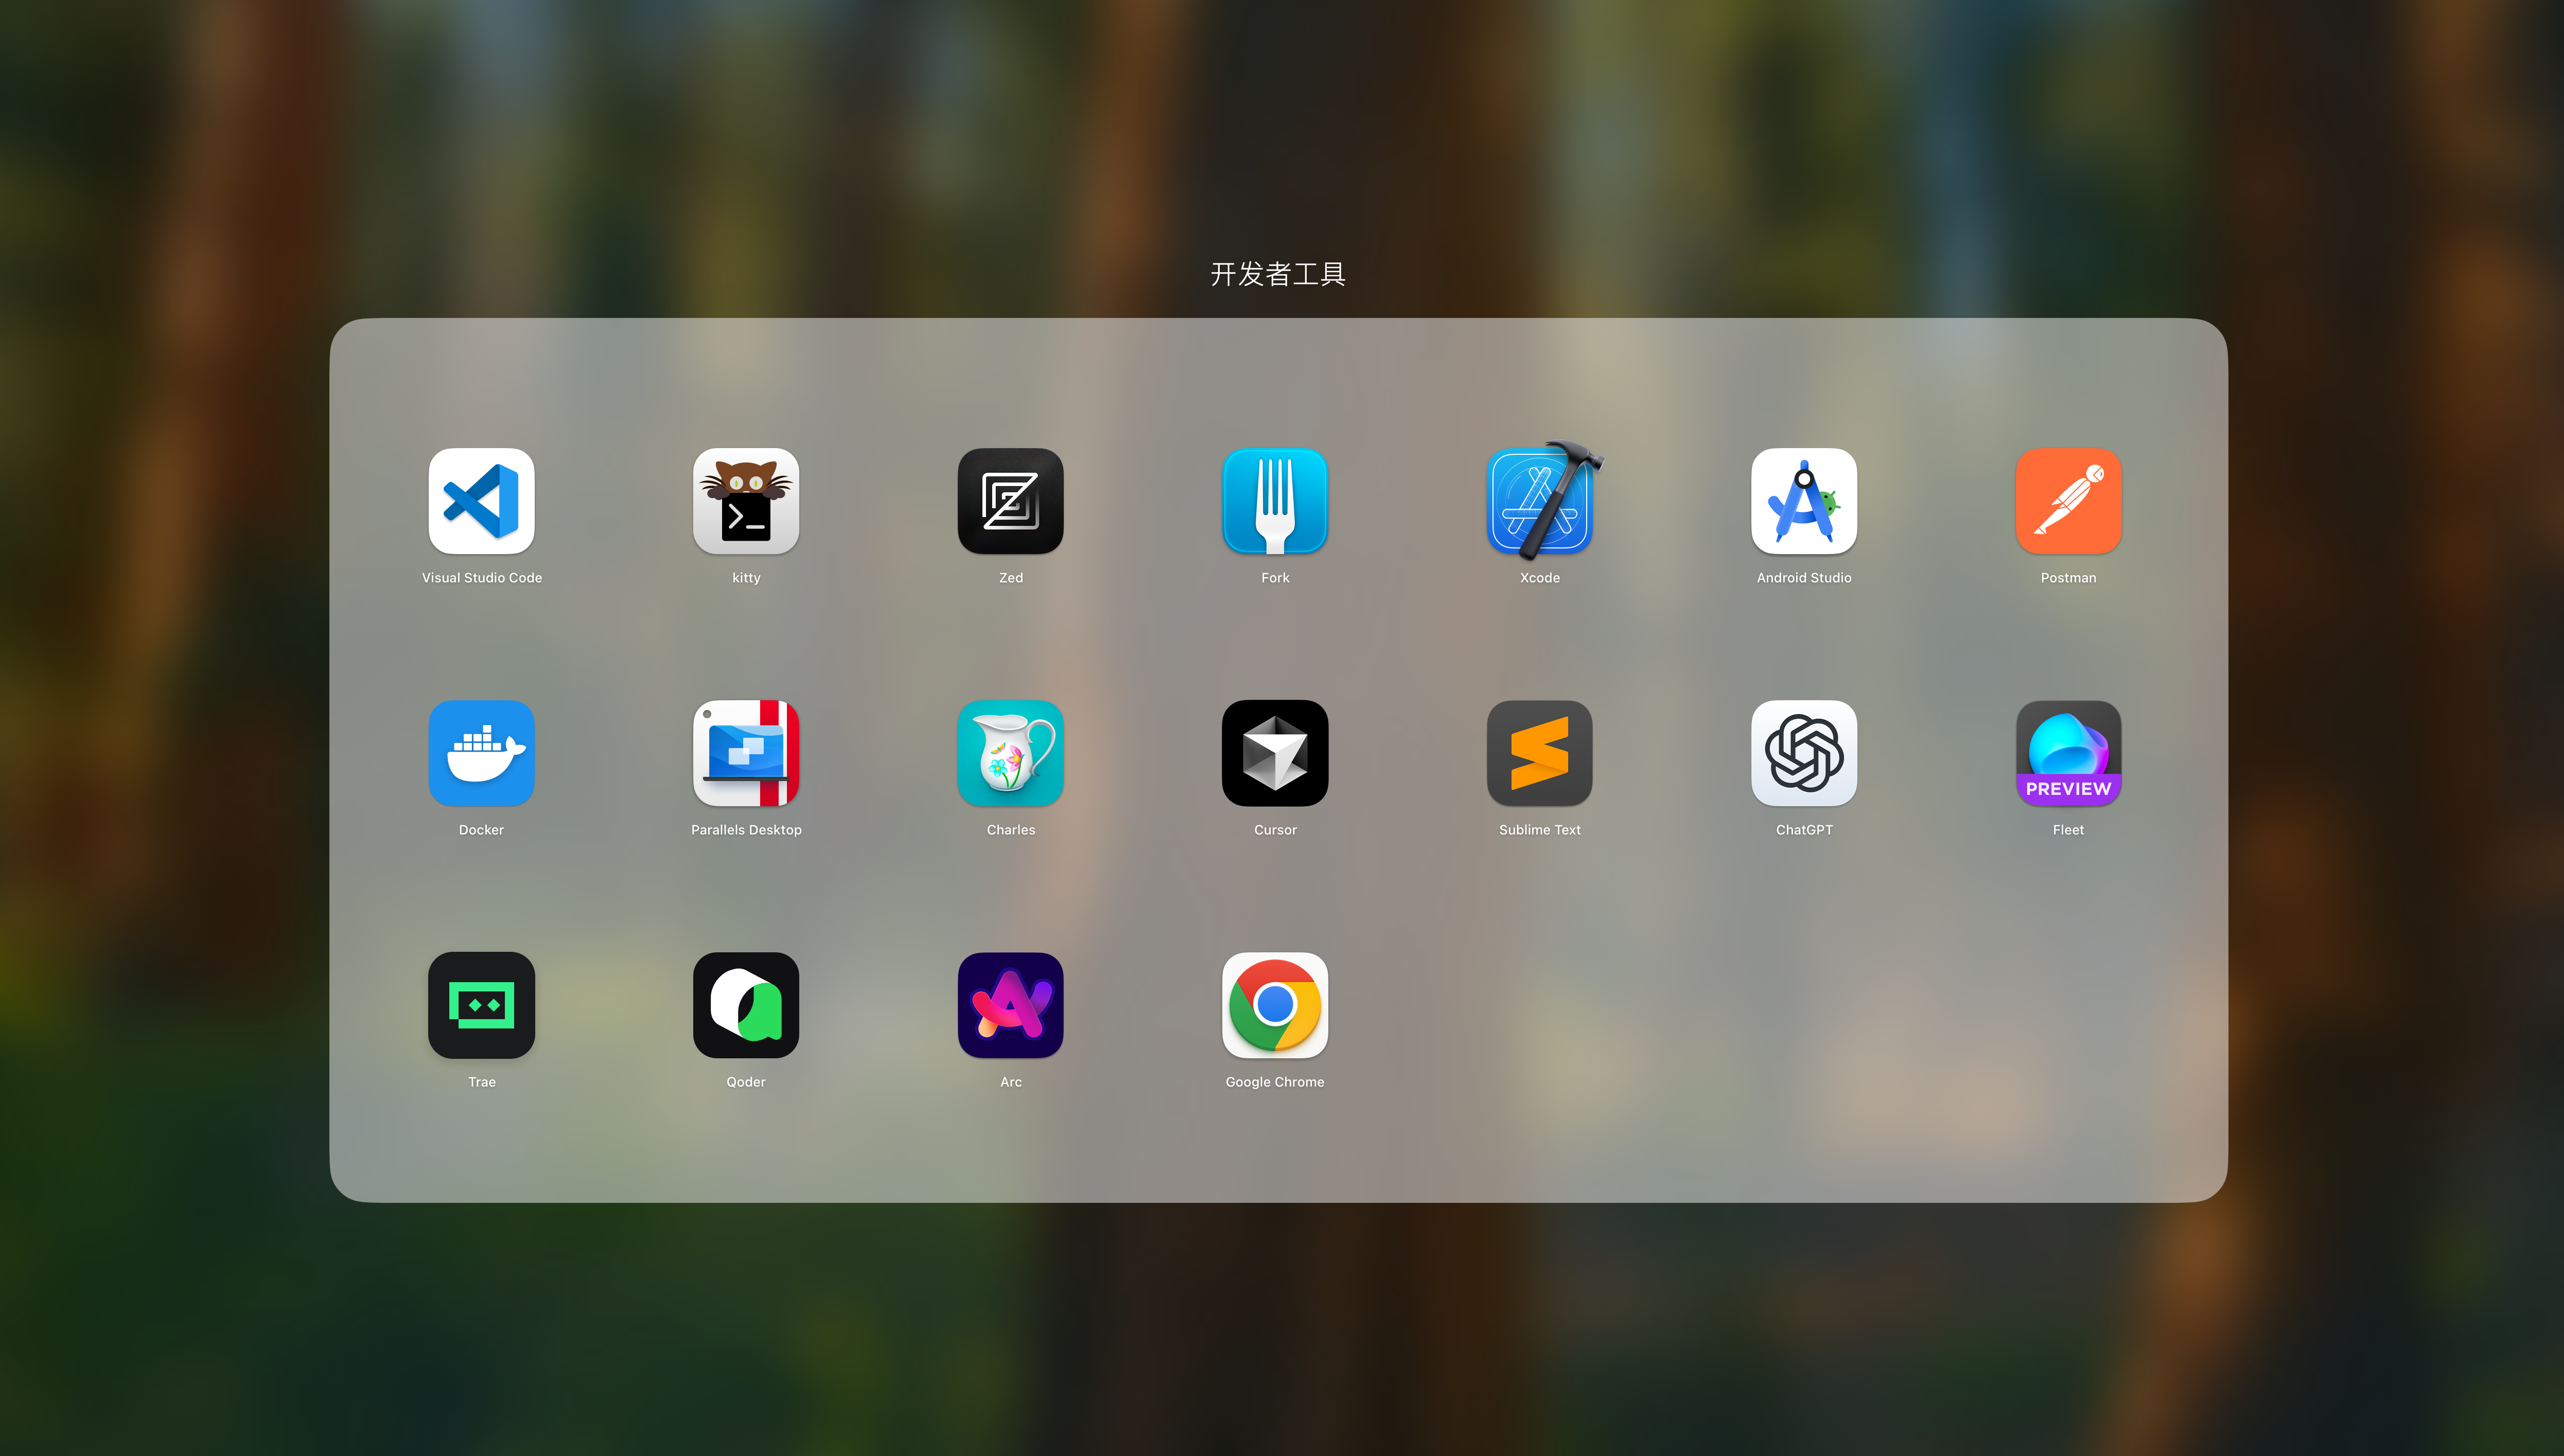 开发者工具
Visual Studio Code
kitty
Zed
Fork
Xcode
Android Studio
Postman
PREVIEW
Docker
Parallels Desktop
Charles
Cursor
Sublime Text
ChatGPT
Fleet
Trae
Qoder
Arc
Google Chrome